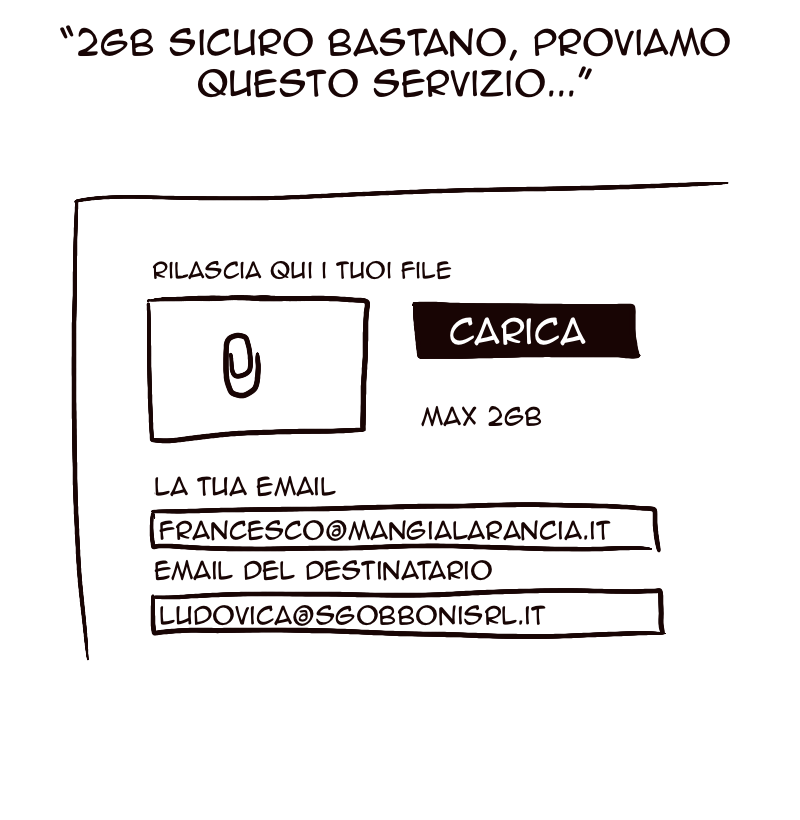 “2GB SICURO BASTANO, PROVIAMO
QUESTO SERVIZIO...”
RILASCIA QUI I TUOI FILE
CARICA
MAX 2GB
LA TUA EMAIL
FRANCESCO@MANGIALARANCIA.IT
EMAIL DEL DESTINATARIO
LUDOVICA@SGOBBONISRL.IT